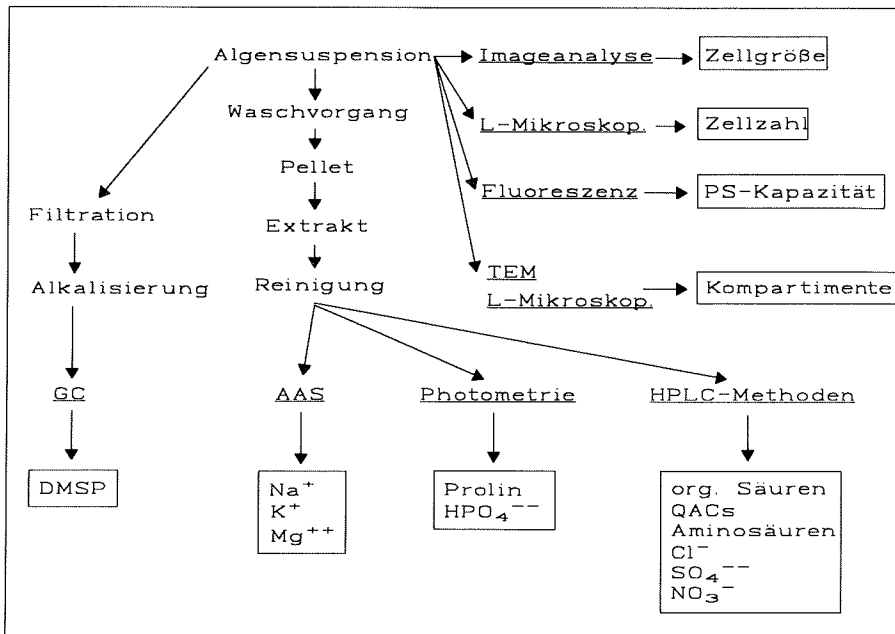 Algensuspension
Imageanalyse
Zellgröße
Waschvorgang
L-Mikroskop.
Zellzahl
Pellet
Fluoreszenz
PS-Kapazität
Filtration
Extrakt
TEM
L-Mikroskop.
Kompartimente
Alkalisierung
Reinigung
GC
AAS
Photometrie
HPLC-Methoden
DMSP
Na⁺
K⁺
Mg⁺⁺
Prolin
HPO₄⁻⁻
org. Säuren
QACs
Aminosäuren
Cl⁻
SO₄⁻⁻
NO₃⁻